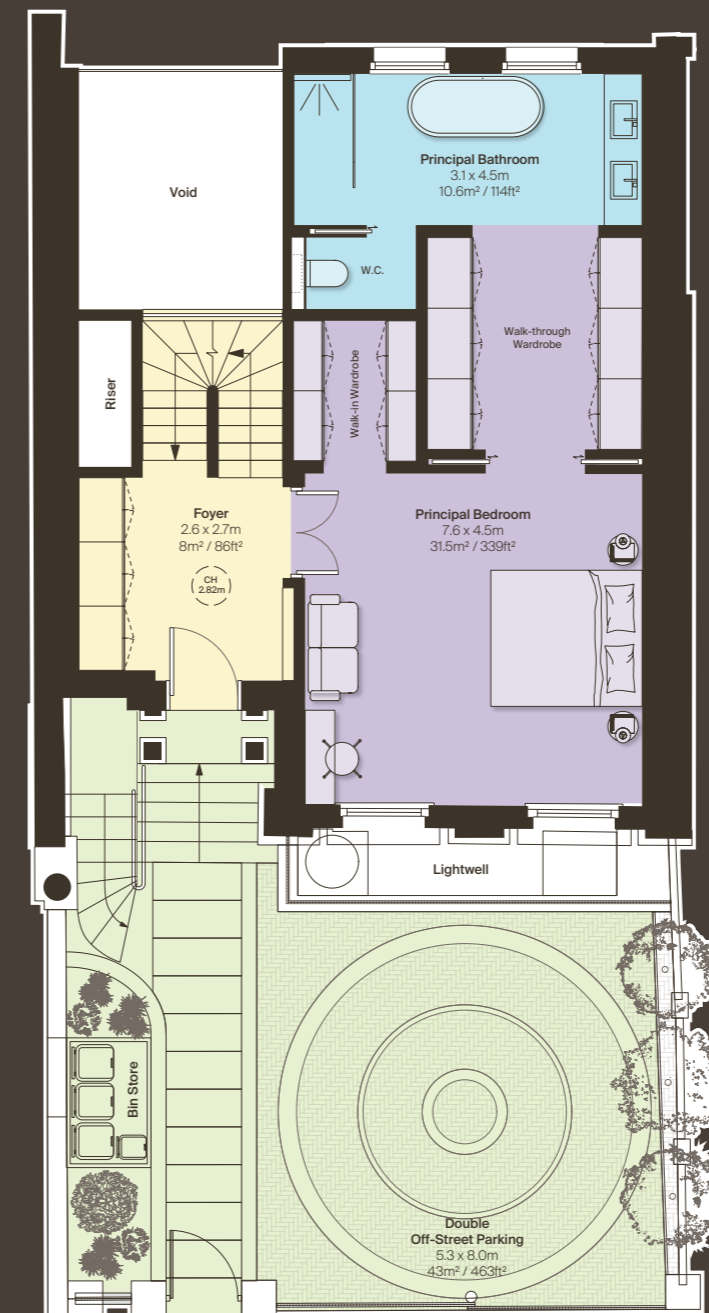 Principal Bathroom
3.1 x 4.5m
10.6m² / 114ft²
Void
W.C.
Walk-through
Wardrobe
Riser
Walk-in Wardrobe
Foyer
2.6 x 2.7m
8m² / 86ft²
CH
2.82m
Principal Bedroom
7.6 x 4.5m
31.5m² / 339ft²
Lightwell
Bin Store
Double
Off-Street Parking
5.3 x 8.0m
43m² / 463ft²